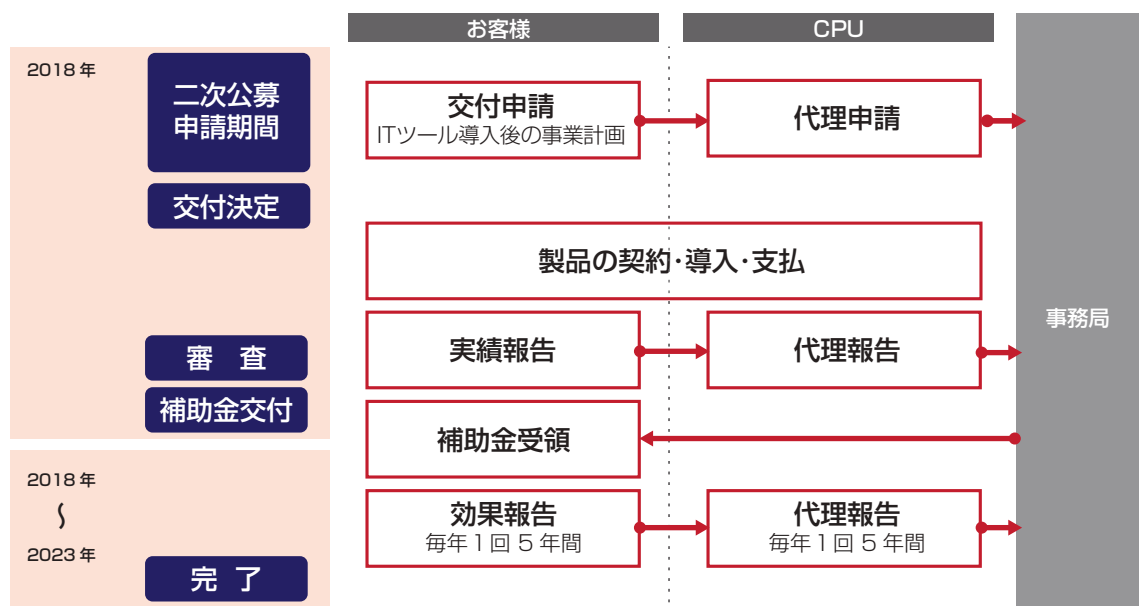 お客様
CPU
2018年
二次公募
申請期間
交付申請
ITツール導入後の事業計画
代理申請
交付決定
製品の契約・導入・支払
事務局
審 査
実績報告
代理報告
補助金交付
補助金受領
2018年
〜
2023年
効果報告
毎年1回 5年間
代理報告
毎年1回 5年間
完 了